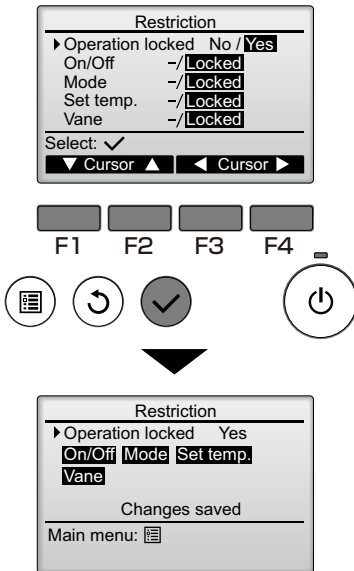 Restriction
Operation locked No / Yes
On/Off -/ Locked
Mode -/ Locked
Set temp. -/ Locked
Vane -/ Locked
Select: ✓
▼ Cursor ▲ ◀ Cursor ▶
F1 F2 F3 F4
Restriction
Operation locked Yes
On/Off Mode Set temp.
Vane
Changes saved
Main menu: